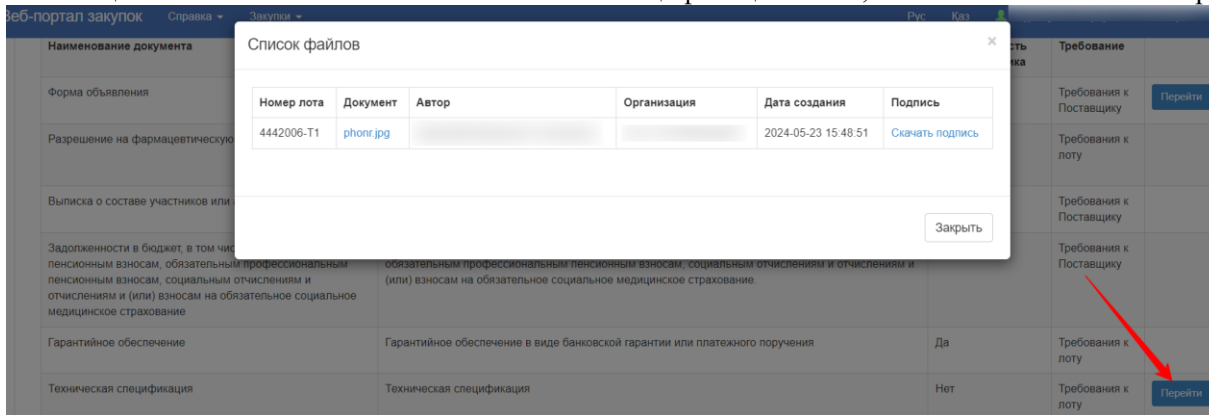 Веб-портал закупок Справка Закупки Рус Қаз
Наименование документа
Требование
Список файлов ×
Номер лота Документ Автор Организация Дата создания Подпись
4442006-Т1 phonr.jpg 2024-05-23 15:48:51 Скачать подпись
Закрыть
Форма объявления
Требования к
Поставщику
Перейти
Разрешение на фармацевтическую
Требования к
лоту
Выписка о составе участников или
Требования к
Поставщику
Задолженности в бюджет, в том чис
пенсионным взносам, обязательным профессиональным
пенсионным взносам, социальным отчислениям и
отчислениям и (или) взносам на обязательное социальное
медицинское страхование
обязательным профессиональным пенсионным взносам, социальным отчислениям и отчислениям и
(или) взносам на обязательное социальное медицинское страхование.
Требования к
Поставщику
Гарантийное обеспечение
Гарантийное обеспечение в виде банковской гарантии или платежного поручения
Да
Требования к
лоту
Техническая спецификация
Техническая спецификация
Нет
Требования к
лоту
Перейти